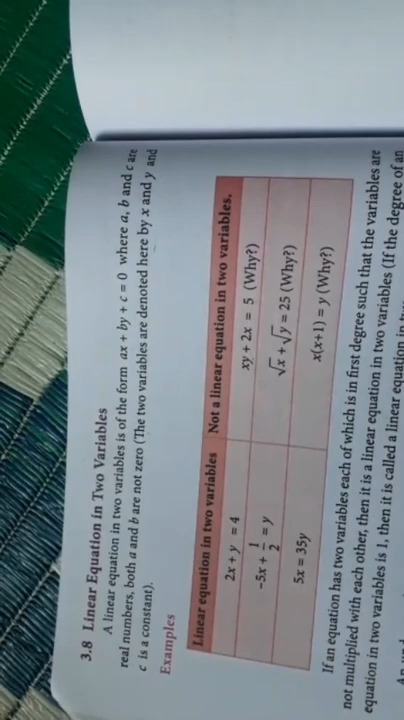 3.8 Linear Equation in Two Variables
A linear equation in two variables is of the form ax + by + c = 0 where a, b and c are
real numbers, both a and b are not zero (The two variables are denoted here by x and y and
c is a constant).
Examples
Linear equation in two variables Not a linear equation in two variables.
2x + y = 4 xy + 2x = 5 (Why?)
-5x + 1/2 = y √x + √y = 25 (Why?)
5x = 35y x(x+1) = y (Why?)
If an equation has two variables each of which is in first degree such that the variables are
not multiplied with each other, then it is a linear equation in two variables (If the degree of an
equation in two variables is 1, then it is called a linear equation in